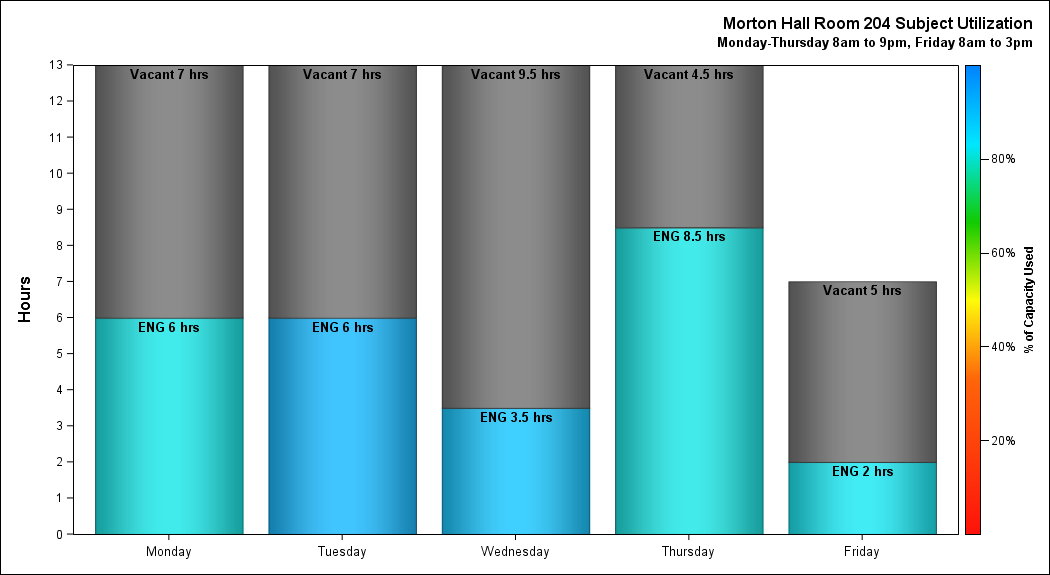 Morton Hall Room 204 Subject Utilization
Monday-Thursday 8am to 9pm, Friday 8am to 3pm
Hours
13
12
11
10
9
8
7
6
5
4
3
2
1
0
Vacant 7 hrs
Vacant 7 hrs
Vacant 9.5 hrs
Vacant 4.5 hrs
Vacant 5 hrs
ENG 6 hrs
ENG 6 hrs
ENG 3.5 hrs
ENG 8.5 hrs
ENG 2 hrs
Monday
Tuesday
Wednesday
Thursday
Friday
80%
60%
40%
20%
% of Capacity Used